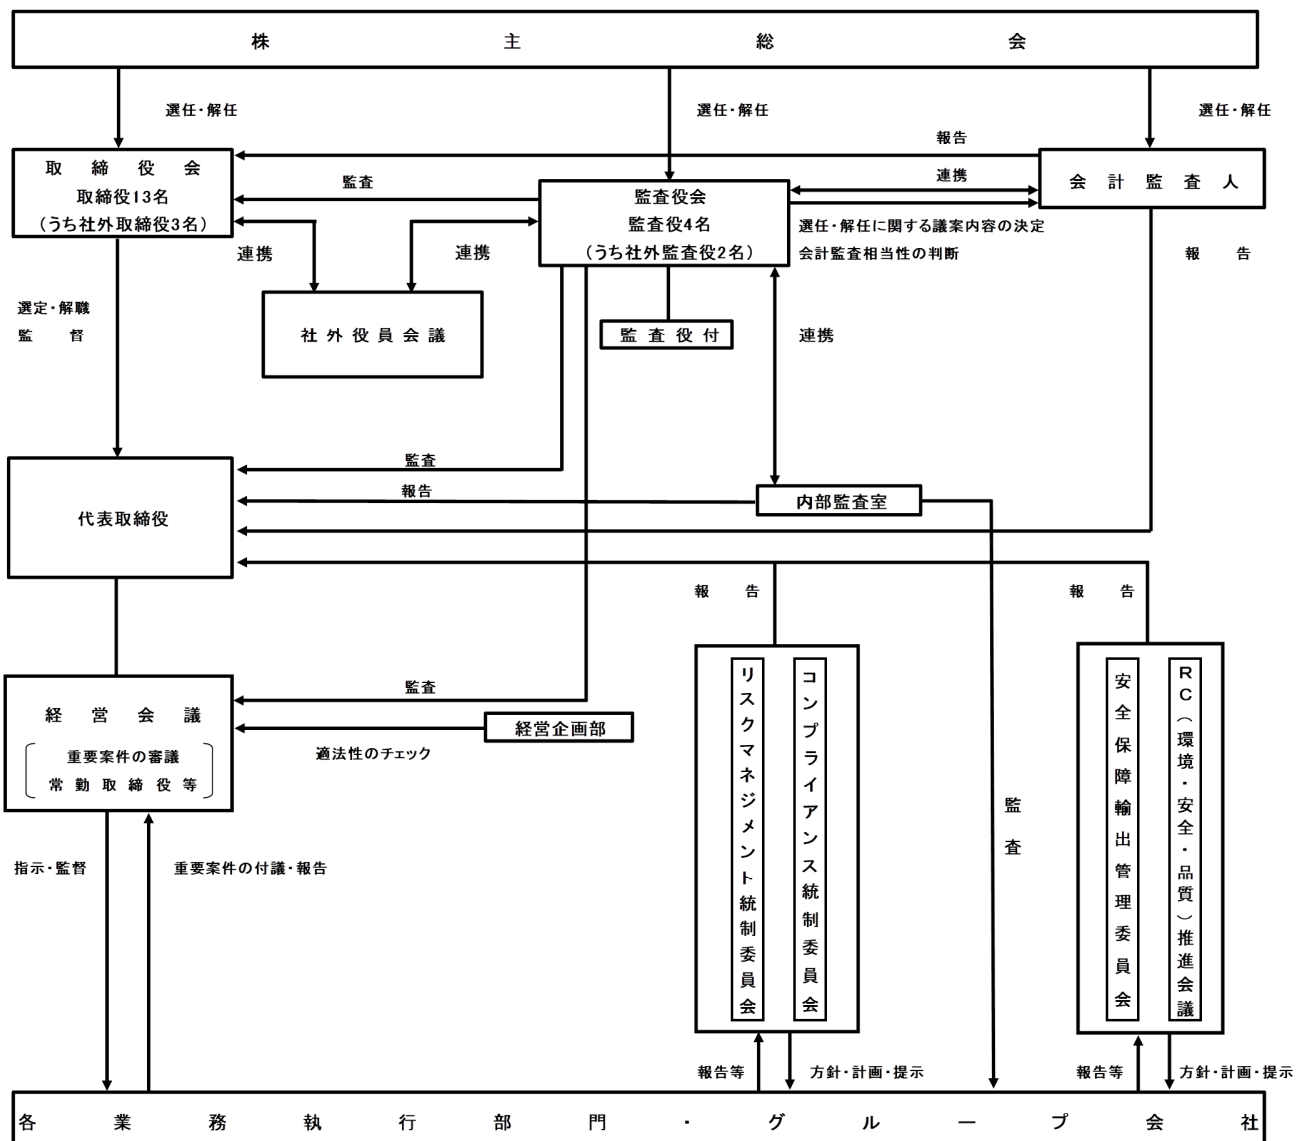 株主総会
選任・解任
選任・解任
選任・解任
取締役会
取締役13名
(うち社外取締役3名)
報告
監査
監査役会
監査役4名
(うち社外監査役2名)
連携
会計監査人
選任・解任に関する議案内容の決定
会計監査相当性の判断
報告
連携
連携
選定・解職
監督
社外役員会議
監査役付
連携
代表取締役
監査
報告
内部監査室
報告
報告
経営会議
重要案件の審議
常勤取締役等
監査
適法性のチェック
経営企画部
リスクマネジメント統制委員会
コンプライアンス統制委員会
監査
安全保障輸出管理委員会
RC(環境・安全・品質)推進会議
指示・監督
重要案件の付議・報告
報告等
方針・計画・提示
報告等
方針・計画・提示
各業務執行部門・グループ会社